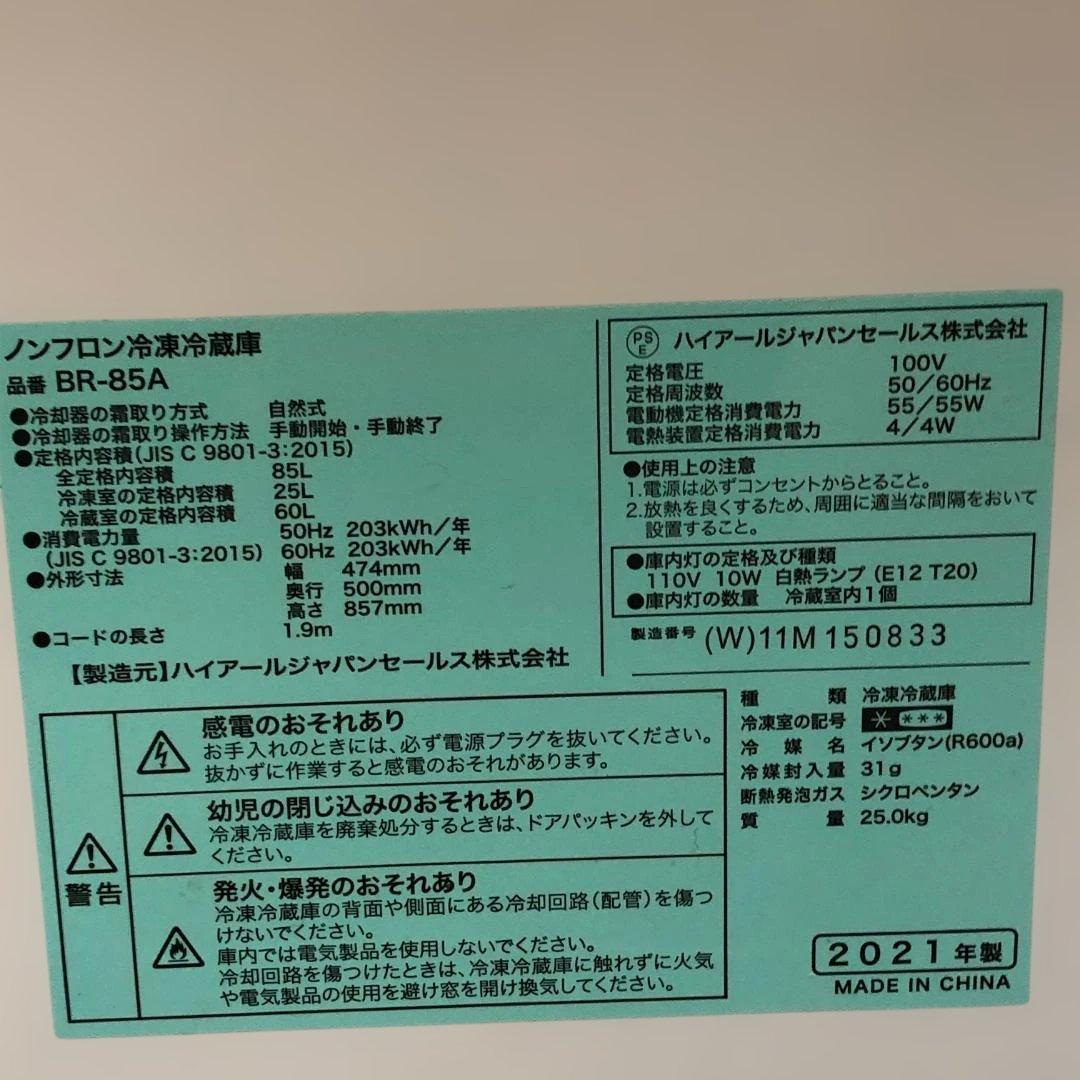 ノンフロン冷凍冷蔵庫
品番 BR-85A
●冷却器の霜取り方式 自然式
●冷却器の霜取り操作方法 手動開始・手動終了
●定格内容積(JIS C 9801-3:2015)
全定格内容積 85L
冷凍室の定格内容積 25L
冷蔵室の定格内容積 60L
●消費電力量 50Hz 203kWh/年
(JIS C 9801-3:2015) 60Hz 203kWh/年
●外形寸法 幅 474mm
奥行 500mm
高さ 857mm
●コードの長さ 1.9m
【製造元】ハイアールジャパンセールス株式会社
PS
E
ハイアールジャパンセールス株式会社
定格電圧 100V
定格周波数 50/60Hz
電動機定格消費電力 55/55W
電熱装置定格消費電力 4/4W
●使用上の注意
1.電源は必ずコンセントからとること。
2.放熱を良くするため、周囲に適当な間隔をおいて
設置すること。
●庫内灯の定格及び種類
110V 10W 白熱ランプ (E12 T20)
●庫内灯の数量 冷蔵室内1個
製造番号 (W)11M150833
種類 冷凍冷蔵庫
冷凍室の記号 * ***
冷媒名 イソブタン(R600a)
冷媒封入量 31g
断熱発泡ガス シクロペンタン
質量 25.0kg
2021年製
MADE IN CHINA
警告
感電のおそれあり
お手入れのときには、必ず電源プラグを抜いてください。
抜かずに作業すると感電のおそれがあります。
幼児の閉じ込みのおそれあり
冷凍冷蔵庫を廃棄処分するときは、ドアパッキンを外して
ください。
発火・爆発のおそれあり
冷凍冷蔵庫の背面や側面にある冷却回路(配管)を傷つ
けないでください。
庫内では電気製品を使用しないでください。
冷却回路を傷つけたときは、冷凍冷蔵庫に触れずに火気
や電気製品の使用を避け窓を開け換気してください。